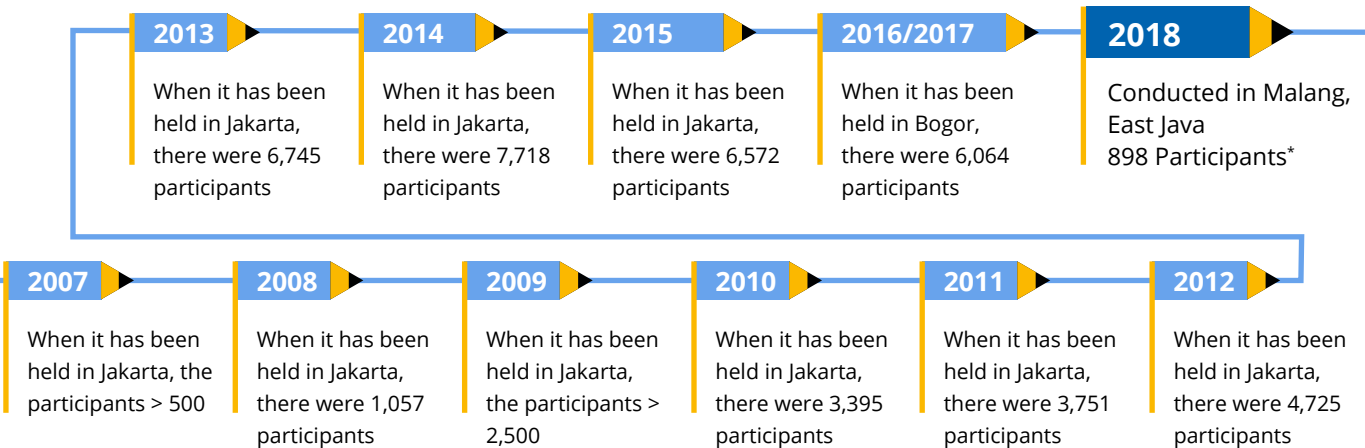 2013
When it has been
held in Jakarta,
there were 6,745
participants
2014
When it has been
held in Jakarta,
there were 7,718
participants
2015
When it has been
held in Jakarta,
there were 6,572
participants
2016/2017
When it has been
held in Bogor,
there were 6,064
participants
2018
Conducted in Malang,
East Java
898 Participants*
2007
When it has been
held in Jakarta, the
participants > 500
2008
When it has been
held in Jakarta,
there were 1,057
participants
2009
When it has been
held in Jakarta,
the participants >
2,500
2010
When it has been
held in Jakarta,
there were 3,395
participants
2011
When it has been
held in Jakarta,
there were 3,751
participants
2012
When it has been
held in Jakarta,
there were 4,725
participants